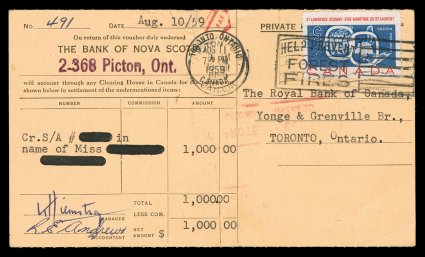 No. 491 DATE Aug. 10/59
On return of this voucher duly endorsed
THE BANK OF NOVA SCOTIA
2-368 Picton, Ont.
will account through any Clearing House in Canada for the
shown below in settlement of the undermentioned items:
NUMBER COMMISSION AMOUNT
Cr.S/A # in
name of Miss 1,000 00
TOTAL 1,000 00
LESS COM.
MANAGER
R.E. Andrews
ACCOUNTANT
NET AMOUNT $ 1,000 00
PRIVATE
TORONTO, ONTARIO
1959
CANADA
ST LAWRENCE SEAWAY · VOIE MARITIME DU ST-LAURENT
CANADA
HELP PREVENT
FOREST
FIRES
The Royal Bank of Canada,
Yonge & Grenville Br.,
TORONTO, Ontario.